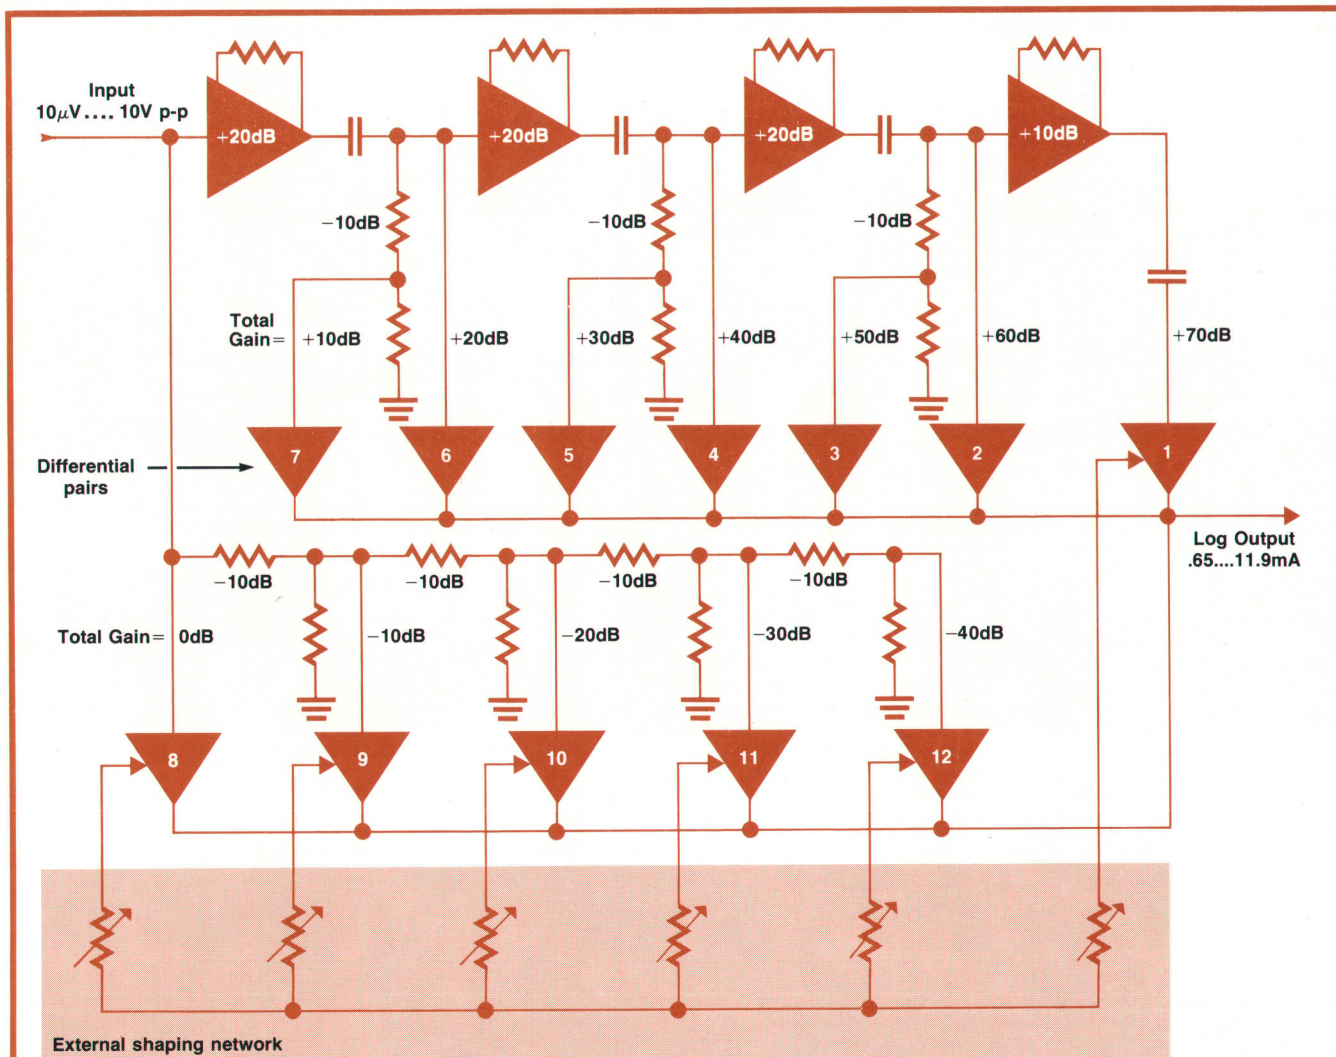 Input
10µV.... 10V p-p
+20dB
+20dB
+20dB
+10dB
−10dB
−10dB
−10dB
Total
Gain=
+10dB
+20dB
+30dB
+40dB
+50dB
+60dB
+70dB
Differential
pairs
7
6
5
4
3
2
1
Log Output
.65....11.9mA
−10dB
−10dB
−10dB
−10dB
Total Gain=
0dB
−10dB
−20dB
−30dB
−40dB
8
9
10
11
12
External shaping network